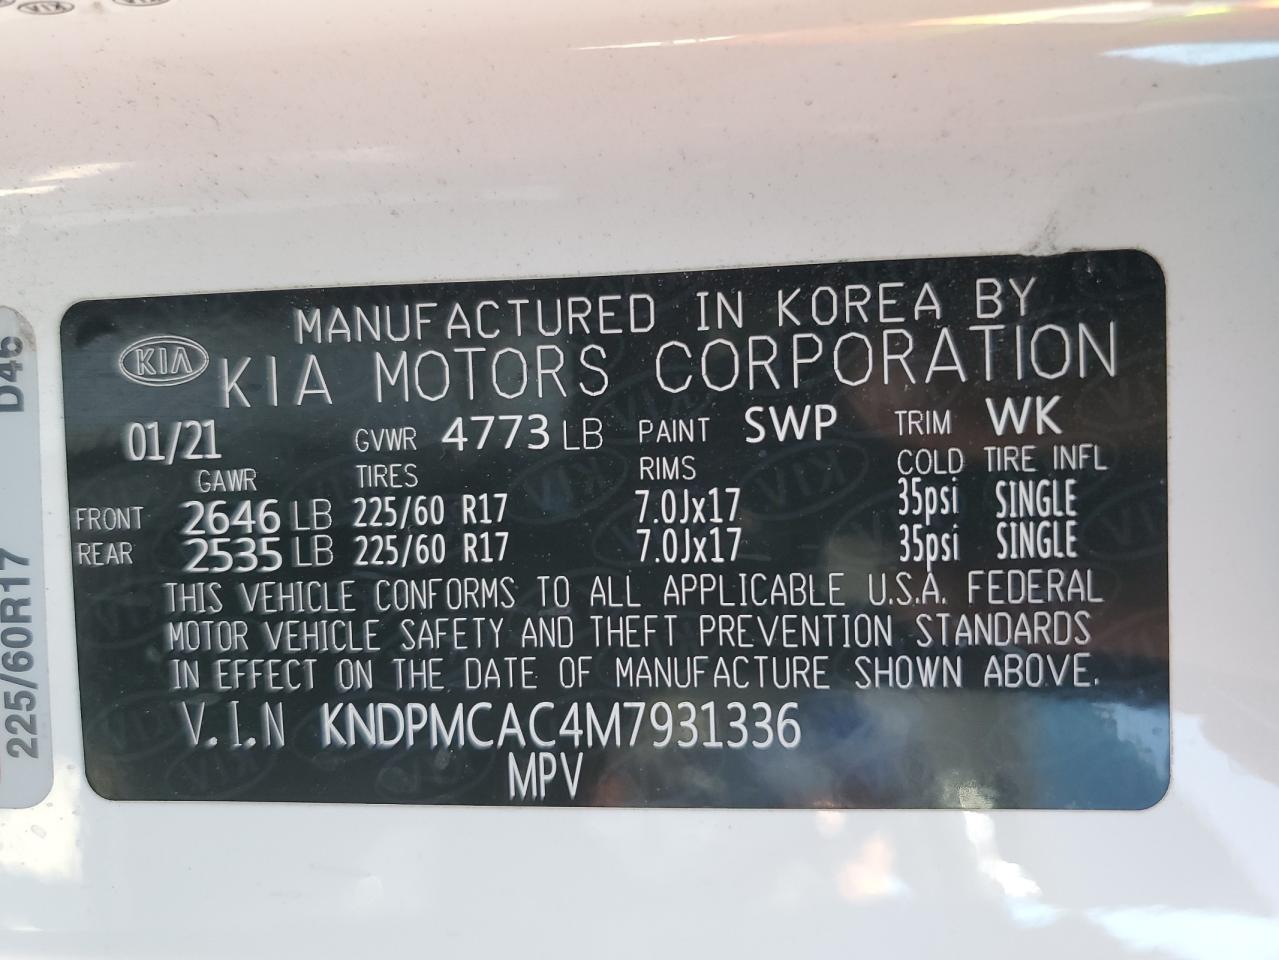 MANUFACTURED IN KOREA BY
KIA KIA MOTORS CORPORATION
01/21 GVWR 4773 LB PAINT SWP TRIM WK
GAWR TIRES RIMS COLD TIRE INFL
FRONT 2646 LB 225/60 R17 7.0Jx17 35psi SINGLE
REAR 2535 LB 225/60 R17 7.0Jx17 35psi SINGLE
THIS VEHICLE CONFORMS TO ALL APPLICABLE U.S.A. FEDERAL
MOTOR VEHICLE SAFETY AND THEFT PREVENTION STANDARDS
IN EFFECT ON THE DATE OF MANUFACTURE SHOWN ABOVE.
V.I.N KNDPMCAC4M7931336
MPV
225/60R17